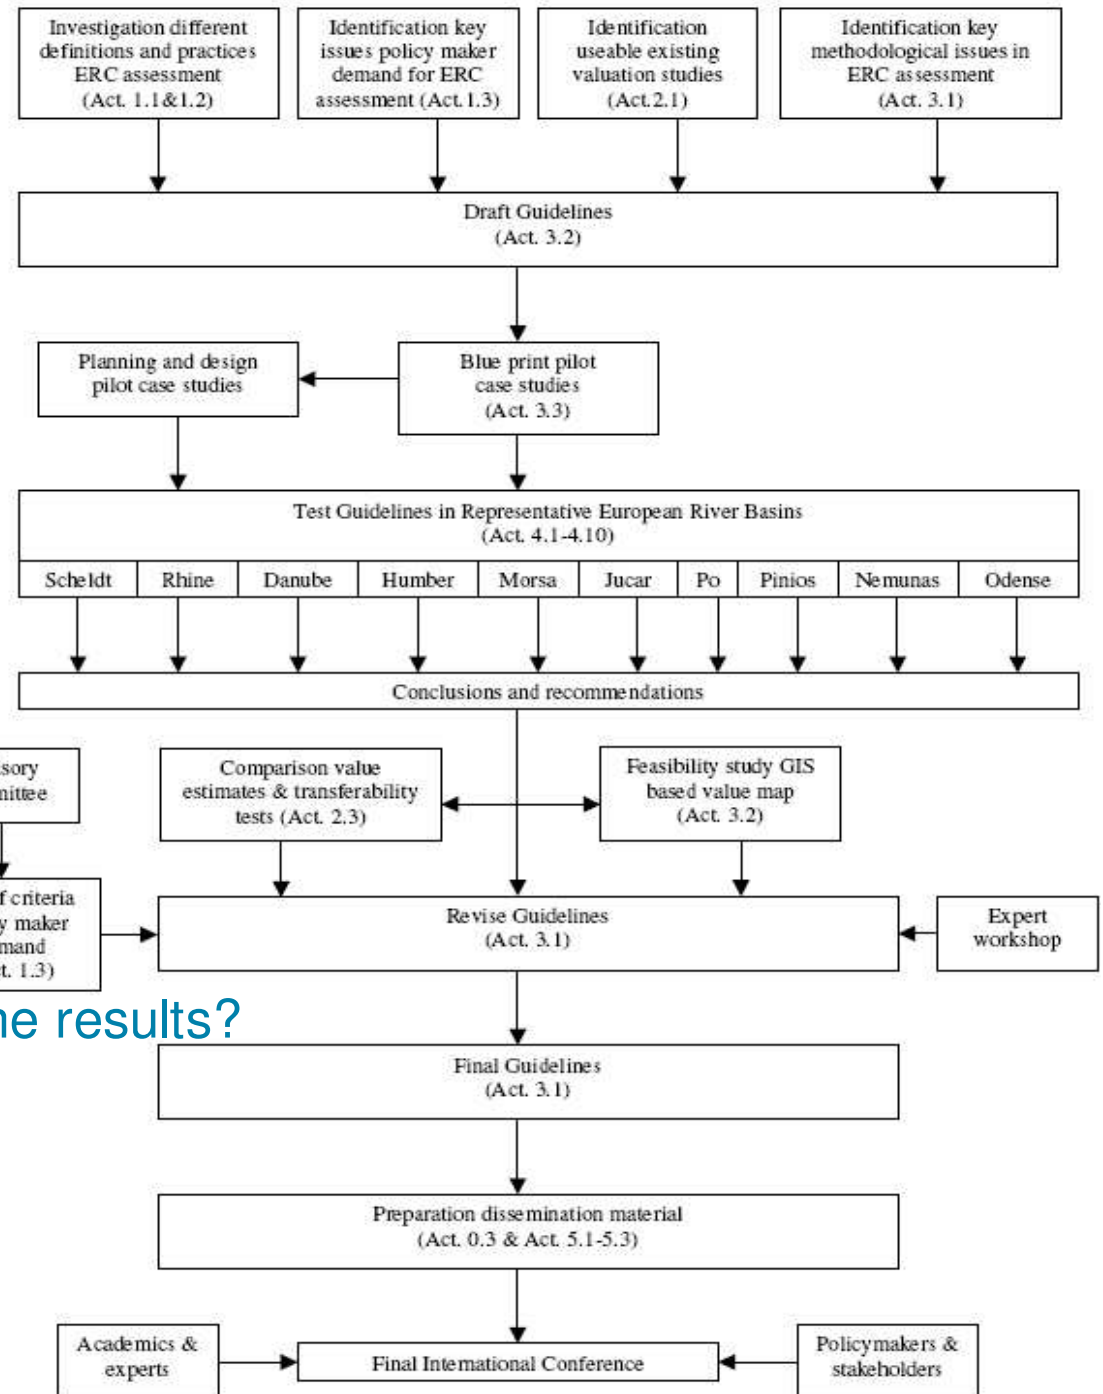 Investigation different
definitions and practices
ERC assessment
(Act. 1.1&1.2)
Identification key
issues policy maker
demand for ERC
assessment (Act.1.3)
Identification
useable existing
valuation studies
(Act.2.1)
Identification key
methodological issues in
ERC assessment
(Act. 3.1)
Draft Guidelines
(Act. 3.2)
Planning and design
pilot case studies
Blue print pilot
case studies
(Act. 3.3)
Test Guidelines in Representative European River Basins
(Act. 4.1-4.10)
Scheldt Rhine Danube Humber Morsa Jucar Po Pinios Nemunas Odense
Conclusions and recommendations
Comparison value
estimates & transferability
tests (Act. 2.3)
Feasibility study GIS
based value map
(Act. 3.2)
criteria
maker
1.3)
Revise Guidelines
(Act. 3.1)
Expert
workshop
results?
Final Guidelines
(Act. 3.1)
Preparation dissemination material
(Act. 0.3 & Act. 5.1-5.3)
Academics &
experts
Final International Conference
Policymakers &
stakeholders